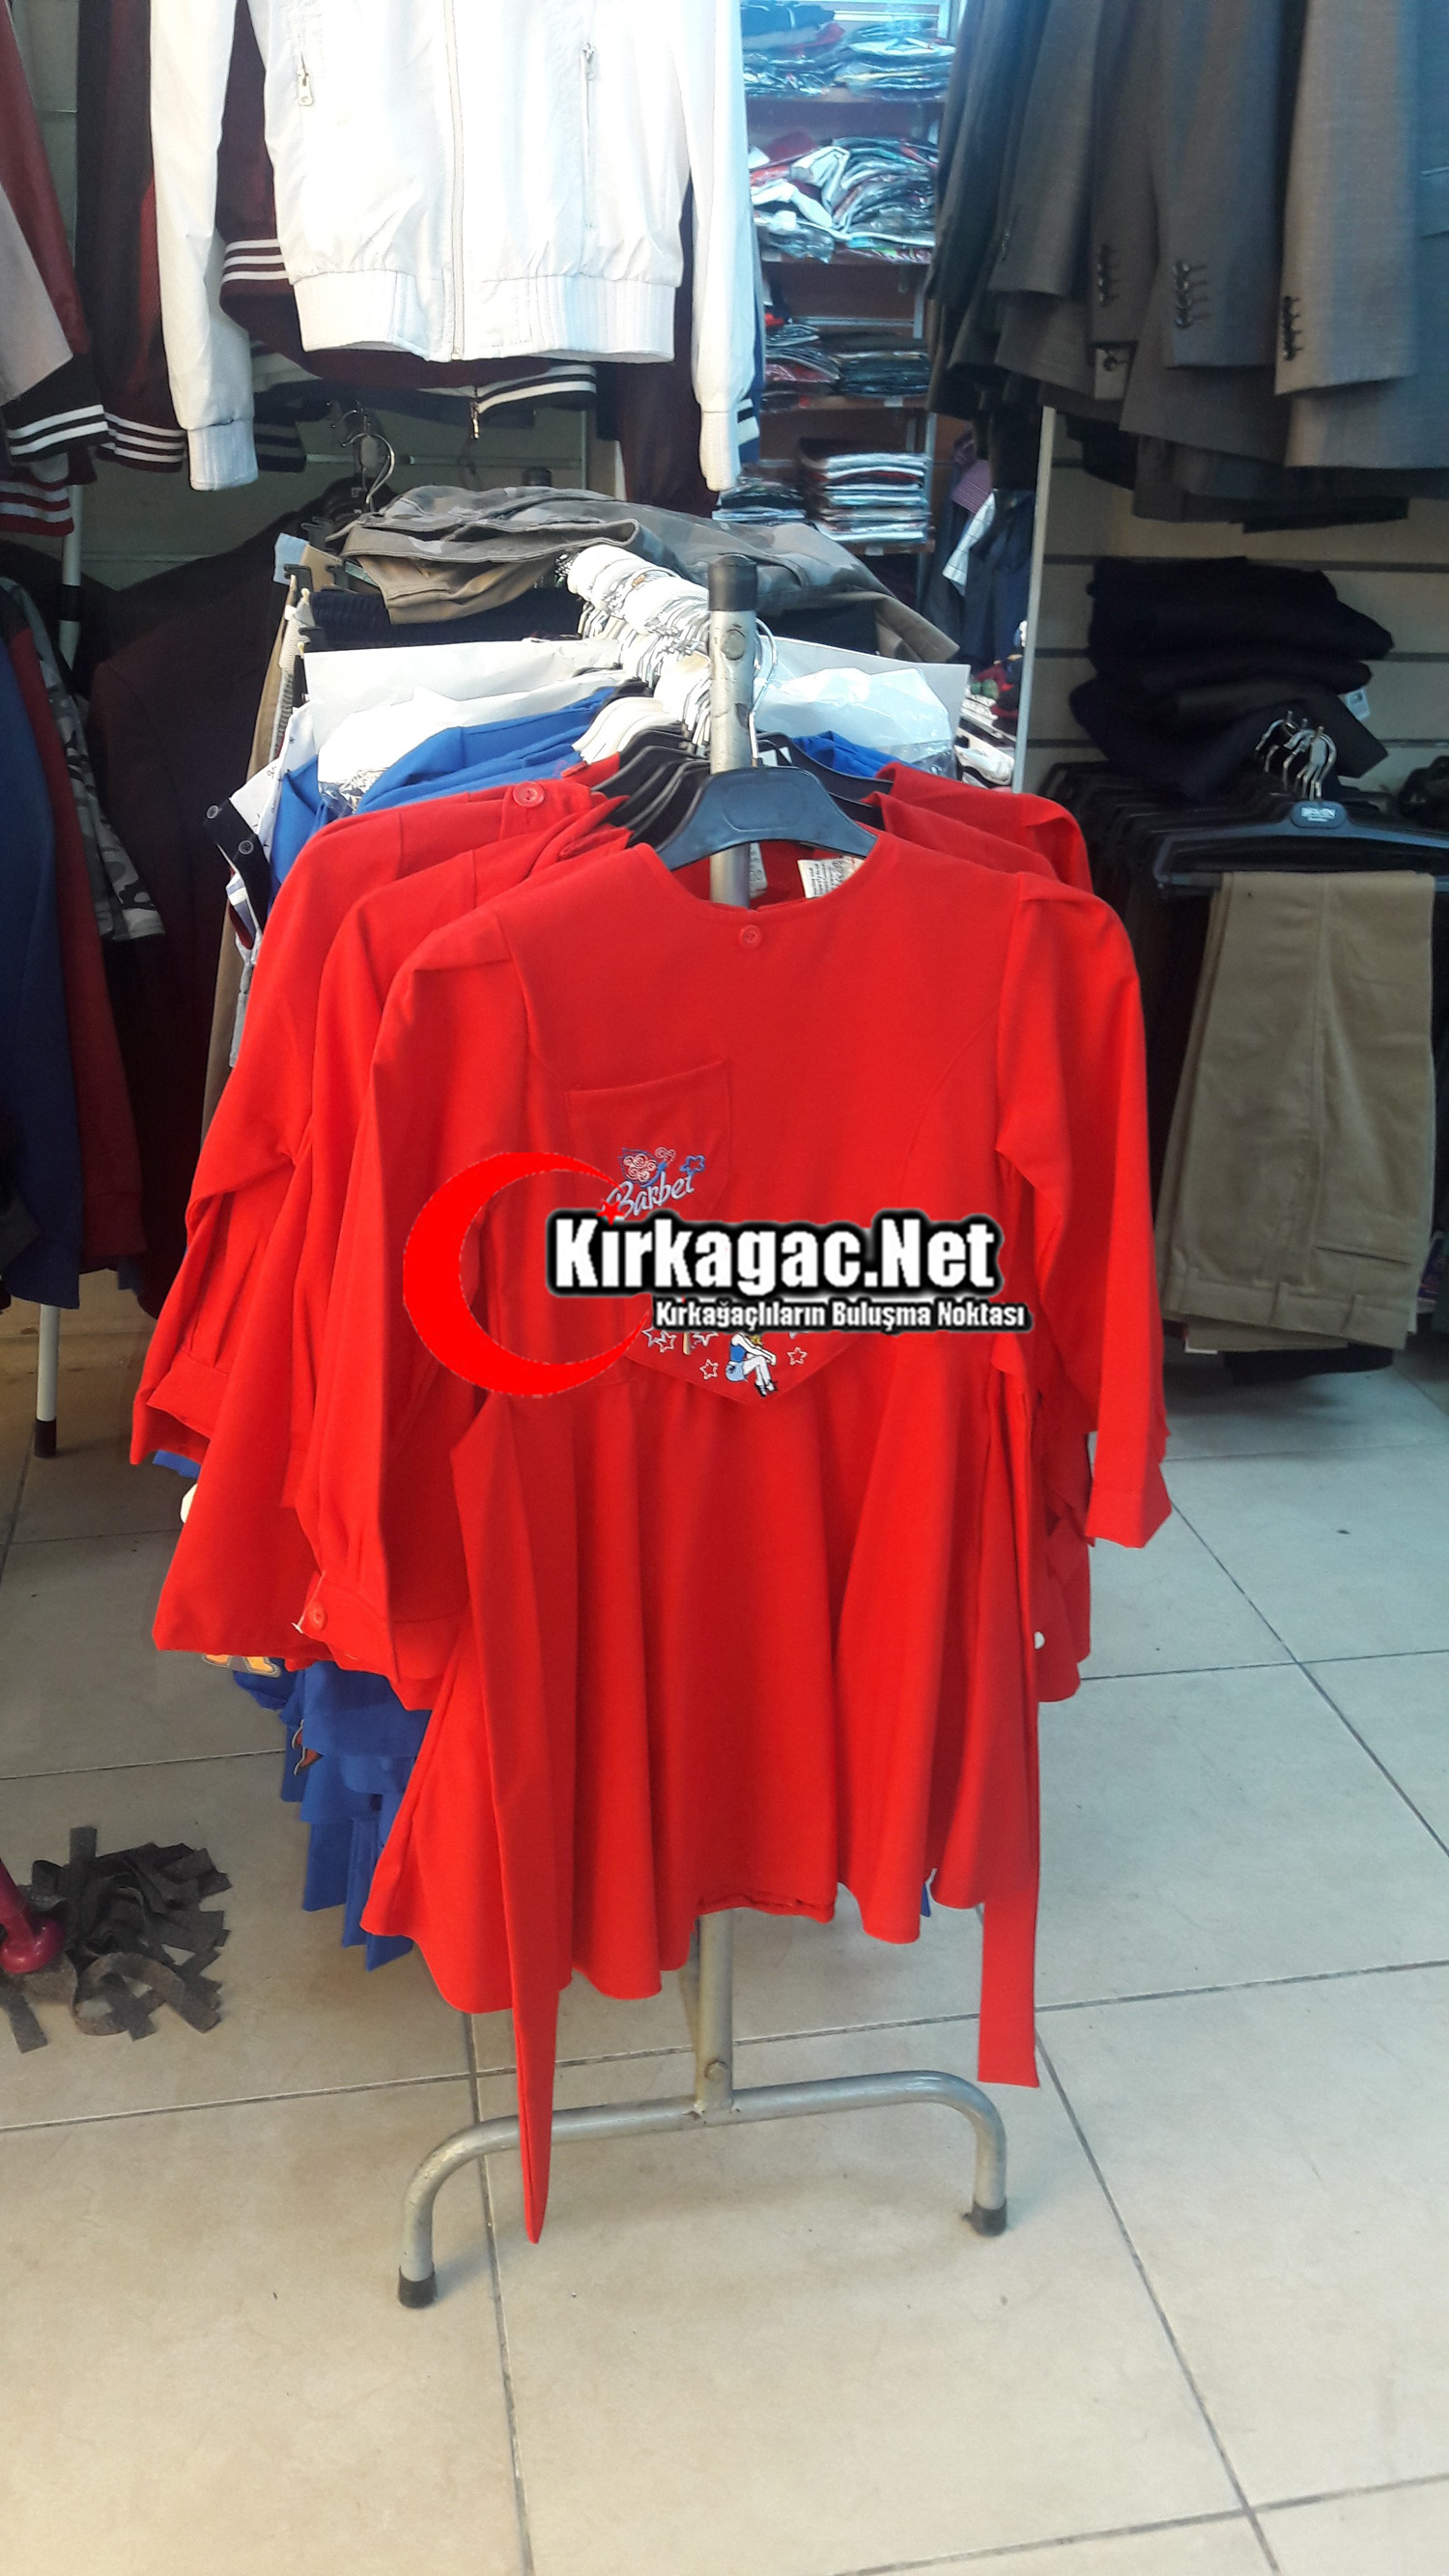 Barbei
Kırkagac.Net
Kırkağaçlıların Buluşma Noktası